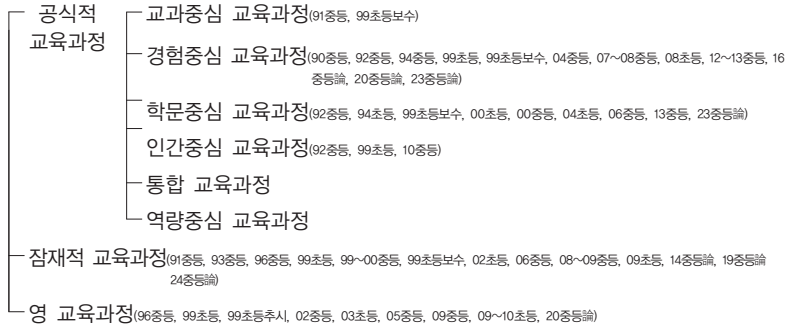 공식적 교육과정
교과중심 교육과정(91중등, 99초등보수)
경험중심 교육과정(90중등, 92중등, 94중등, 99초등, 99초등보수, 04중등, 07~08중등, 08초등, 12~13중등, 16
중등論, 20중등論, 23중등論)
학문중심 교육과정(92중등, 94초등, 99초등보수, 00초등, 00중등, 04초등, 06중등, 13중등, 23중등論)
인간중심 교육과정(92중등, 99초등, 10중등)
통합 교육과정
역량중심 교육과정
잠재적 교육과정(91중등, 93중등, 96중등, 99초등, 99~00중등, 99초등보수, 02초등, 06중등, 08~09중등, 09초등, 14중등論, 19중등論
24중등論)
영 교육과정(96중등, 99초등, 99초등추시, 02중등, 03초등, 05중등, 09중등, 09~10초등, 20중등論)